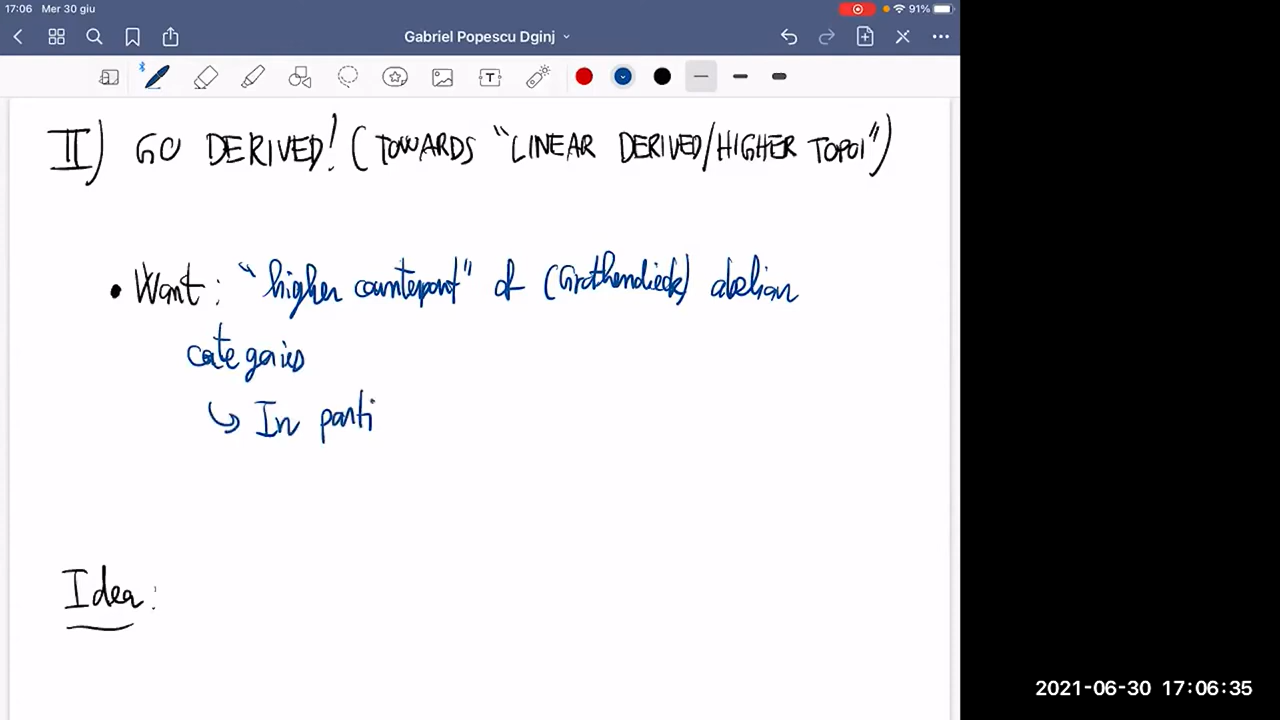 17:06 Mer 30 giu 91%
Gabriel Popescu Dginj
II) GO DERIVED! (TOWARDS "LINEAR DERIVED/HIGHER TOPOI")
• Want: "higher counterpart" of (Grothendieck) abelian
categories
↪ In parti
Idea:
2021-06-30 17:06:35